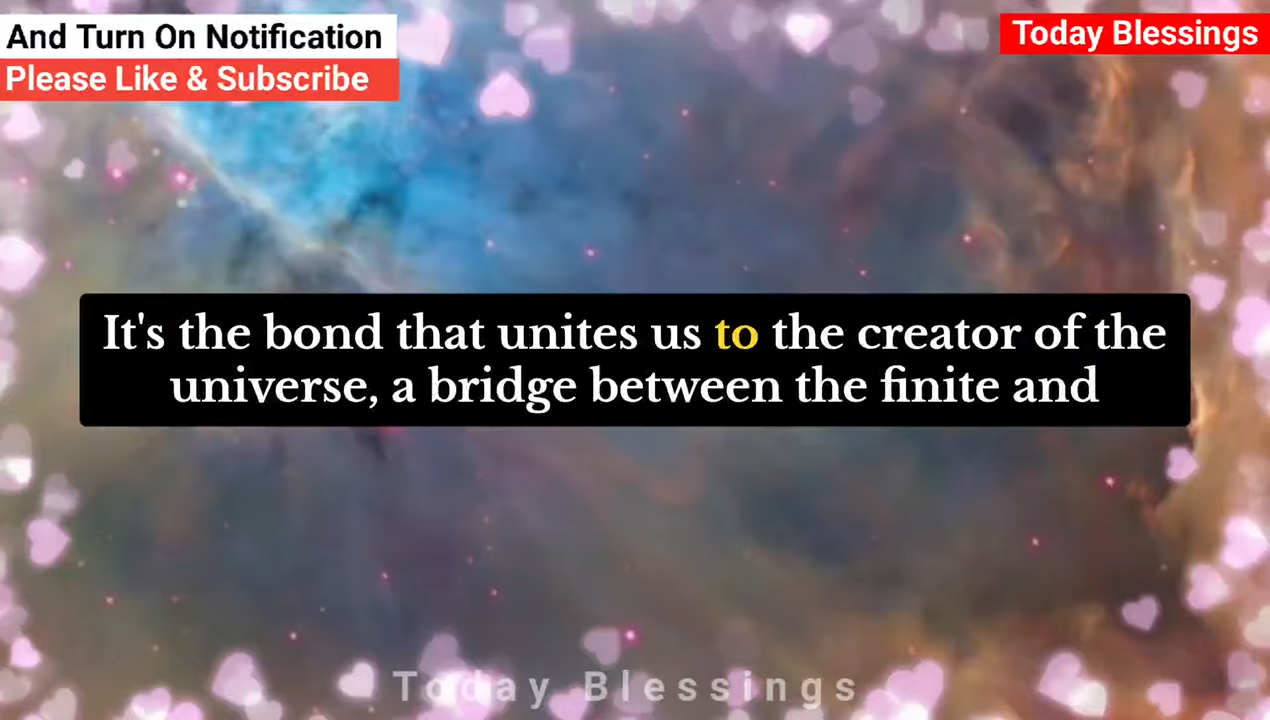 And Turn On Notification
Please Like & Subscribe
Today Blessings
It's the bond that unites us to the creator of the
universe, a bridge between the finite and
Today Blessings